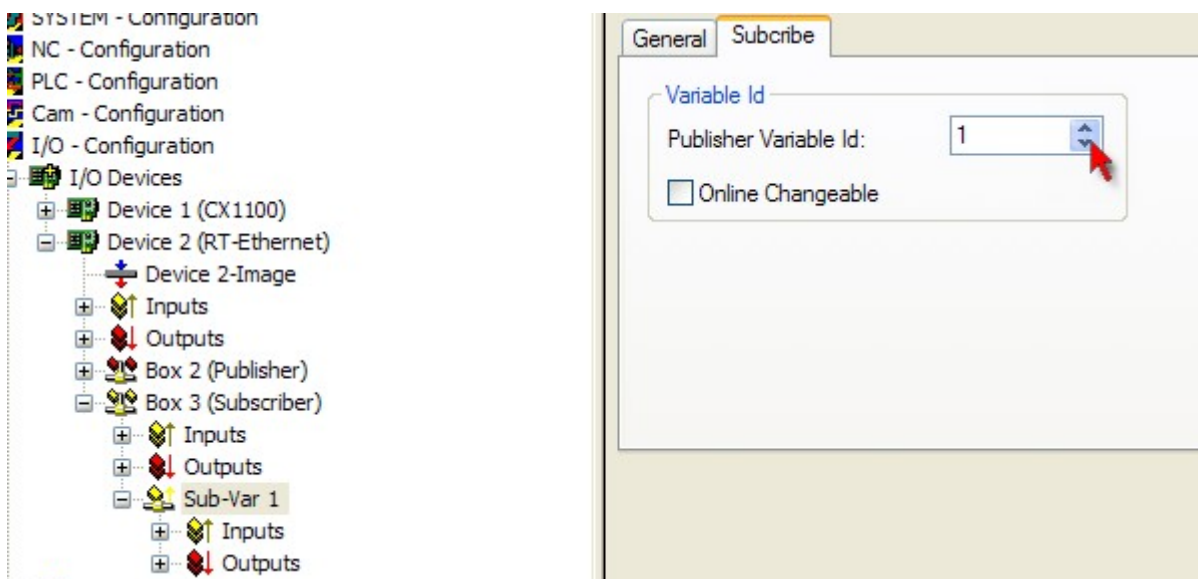 SYSTEM - Configuration
NC - Configuration
PLC - Configuration
Cam - Configuration
I/O - Configuration
I/O Devices
Device 1 (CX1100)
Device 2 (RT-Ethernet)
Device 2-Image
Inputs
Outputs
Box 2 (Publisher)
Box 3 (Subscriber)
Inputs
Outputs
Sub-Var 1
Inputs
Outputs
General Subcribe
Variable Id
Publisher Variable Id: 1
Online Changeable